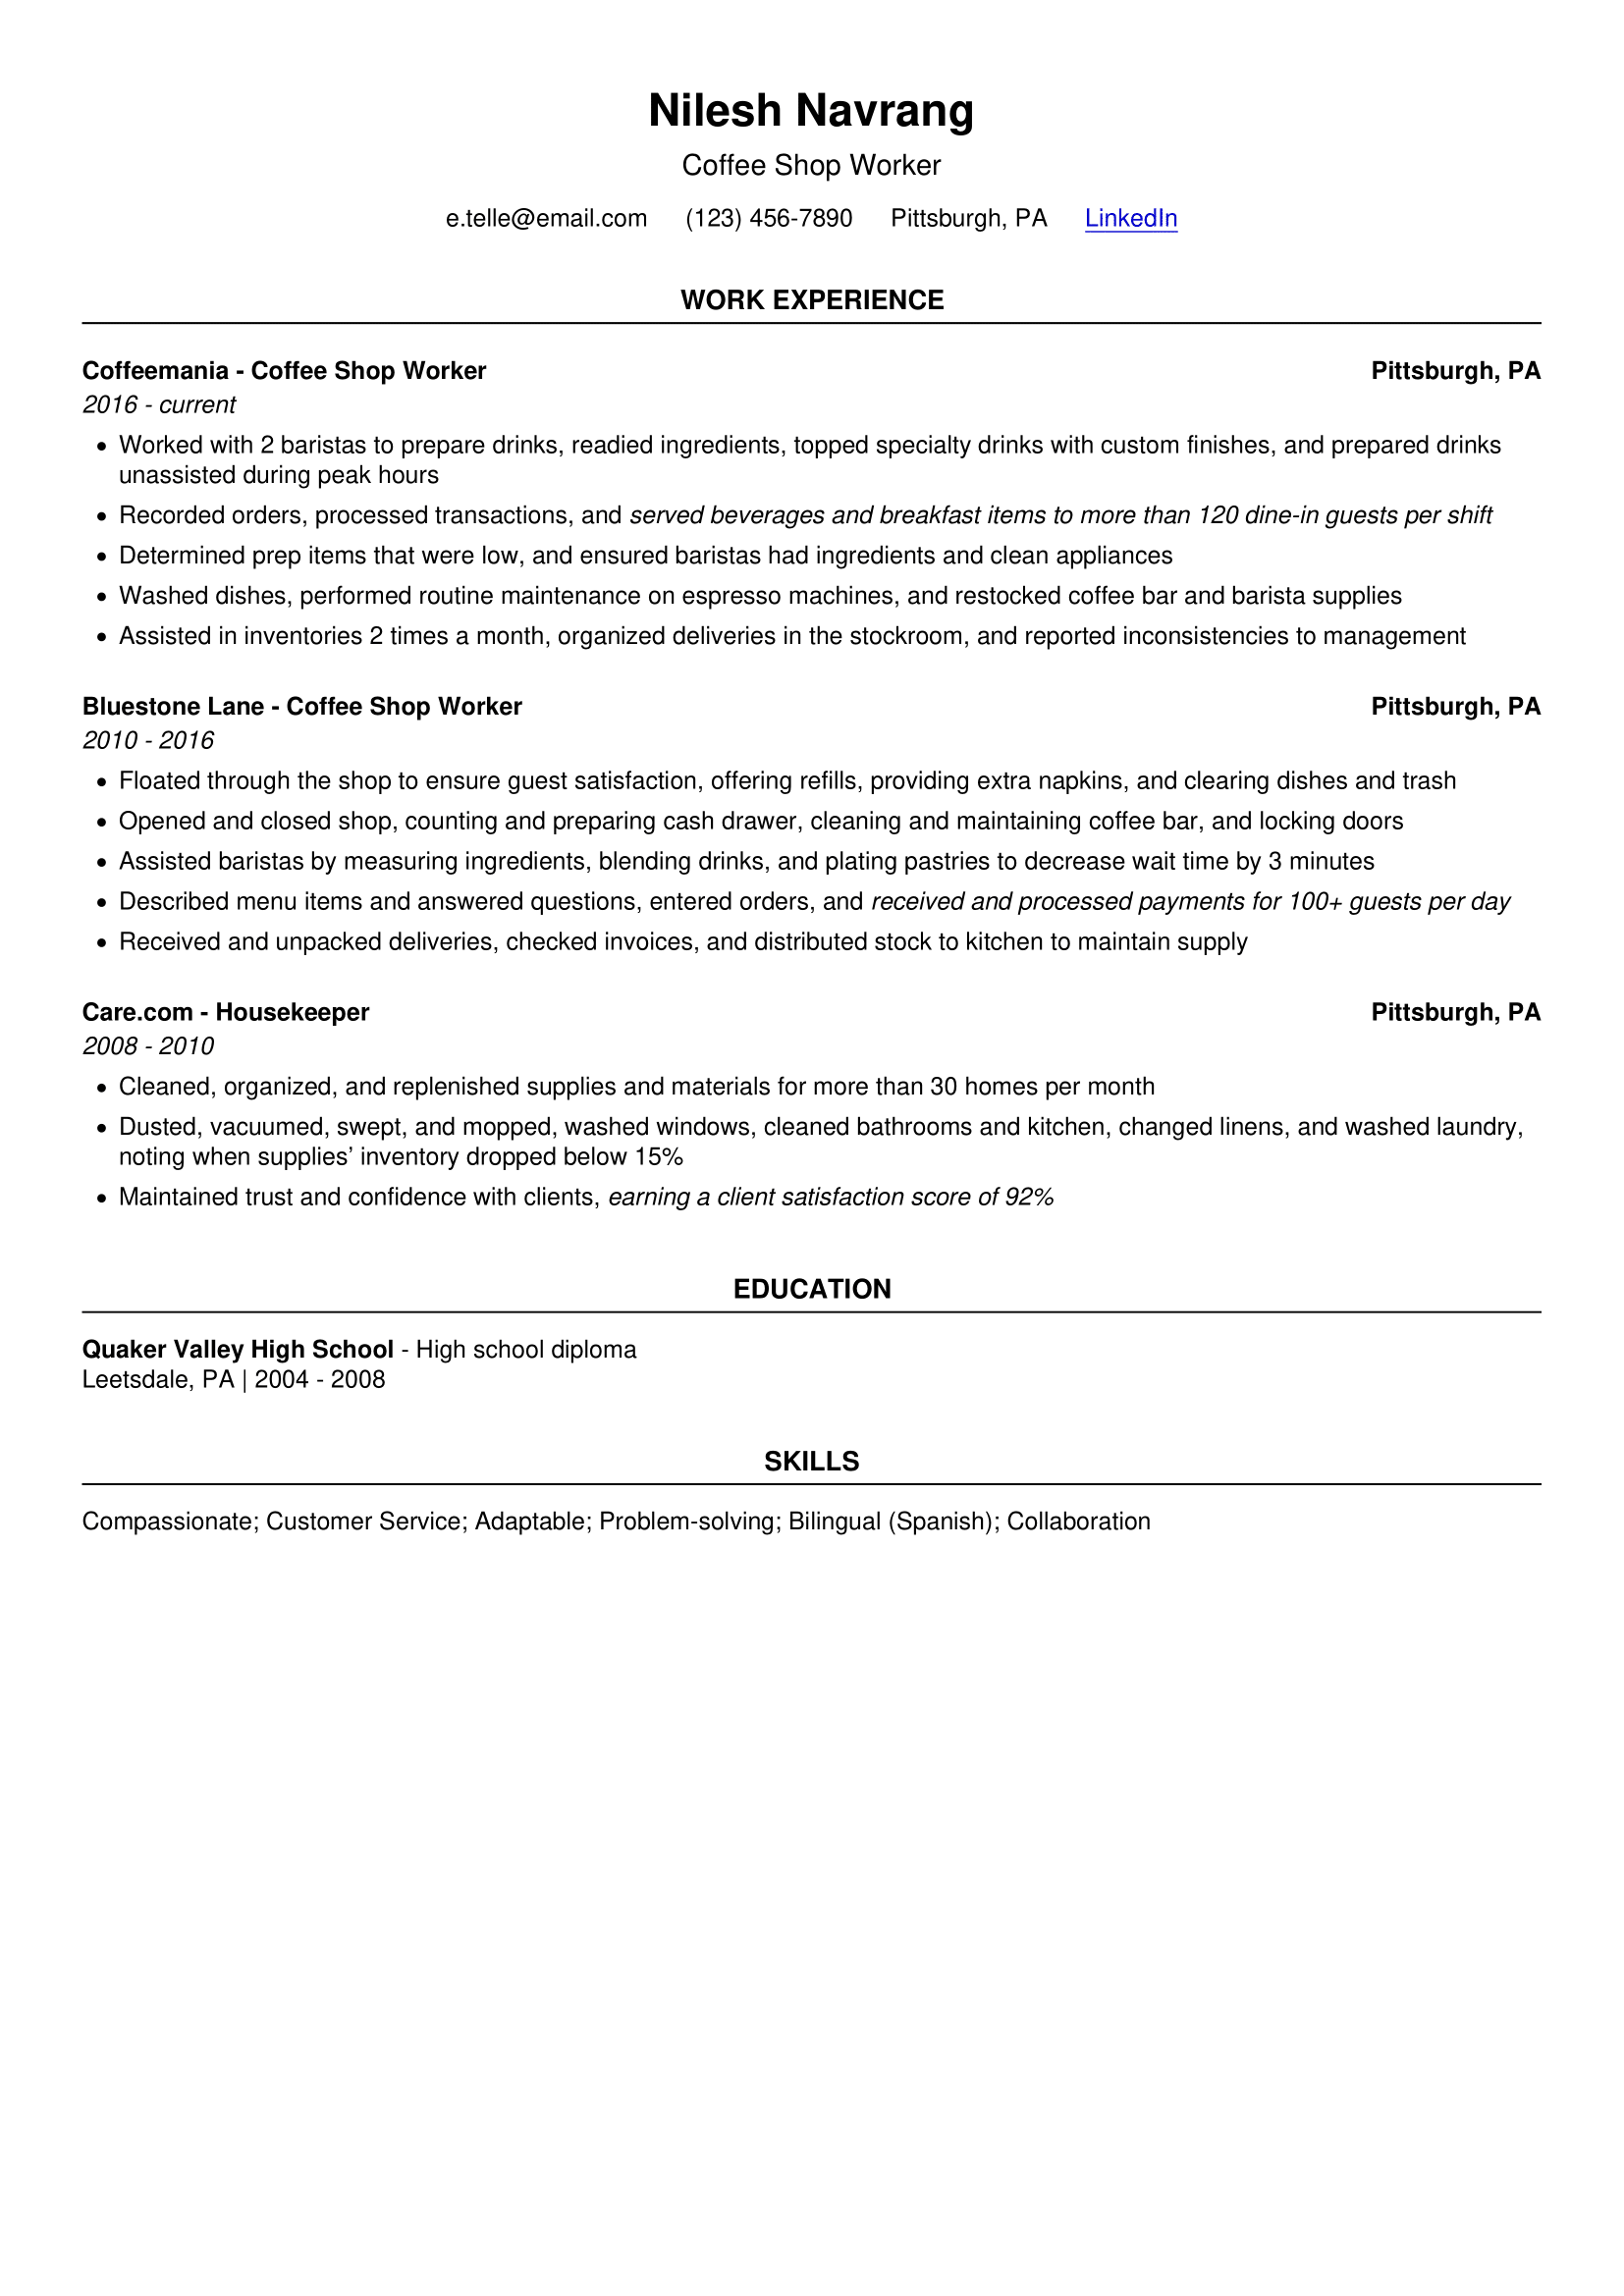 Nilesh Navrang
Coffee Shop Worker
e.telle@email.com (123) 456-7890 Pittsburgh, PA LinkedIn
WORK EXPERIENCE
Coffeemania - Coffee Shop Worker Pittsburgh, PA
2016 - current
• Worked with 2 baristas to prepare drinks, readied ingredients, topped specialty drinks with custom finishes, and prepared drinks
unassisted during peak hours
• Recorded orders, processed transactions, and served beverages and breakfast items to more than 120 dine-in guests per shift
• Determined prep items that were low, and ensured baristas had ingredients and clean appliances
• Washed dishes, performed routine maintenance on espresso machines, and restocked coffee bar and barista supplies
• Assisted in inventories 2 times a month, organized deliveries in the stockroom, and reported inconsistencies to management
Bluestone Lane - Coffee Shop Worker Pittsburgh, PA
2010 - 2016
• Floated through the shop to ensure guest satisfaction, offering refills, providing extra napkins, and clearing dishes and trash
• Opened and closed shop, counting and preparing cash drawer, cleaning and maintaining coffee bar, and locking doors
• Assisted baristas by measuring ingredients, blending drinks, and plating pastries to decrease wait time by 3 minutes
• Described menu items and answered questions, entered orders, and received and processed payments for 100+ guests per day
• Received and unpacked deliveries, checked invoices, and distributed stock to kitchen to maintain supply
Care.com - Housekeeper Pittsburgh, PA
2008 - 2010
• Cleaned, organized, and replenished supplies and materials for more than 30 homes per month
• Dusted, vacuumed, swept, and mopped, washed windows, cleaned bathrooms and kitchen, changed linens, and washed laundry,
noting when supplies’ inventory dropped below 15%
• Maintained trust and confidence with clients, earning a client satisfaction score of 92%
EDUCATION
Quaker Valley High School - High school diploma
Leetsdale, PA | 2004 - 2008
SKILLS
Compassionate; Customer Service; Adaptable; Problem-solving; Bilingual (Spanish); Collaboration